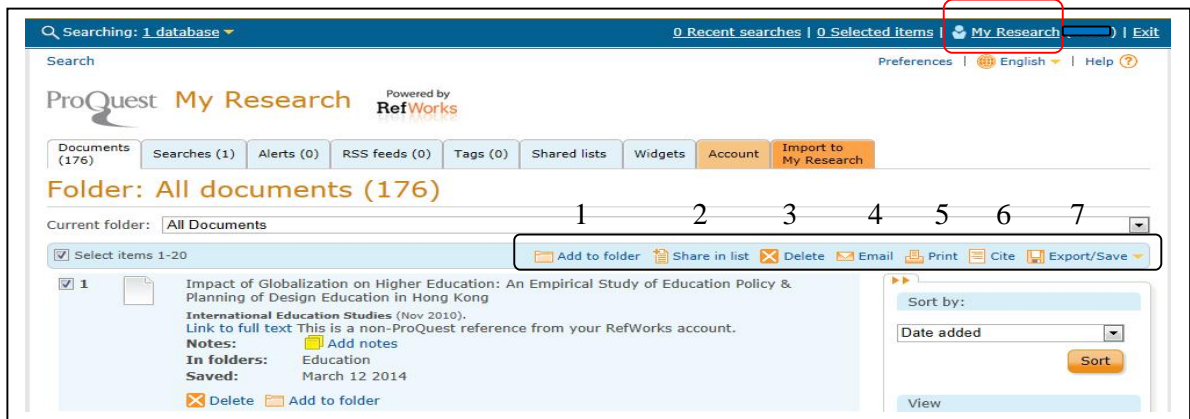 Searching: 1 database 0 Recent searches | 0 Selected items | My Research ( ) | Exit
Search Preferences | English | Help ?
ProQuest My Research Powered by
RefWorks
Documents
(176) Searches (1) Alerts (0) RSS feeds (0) Tags (0) Shared lists Widgets Account Import to
My Research
Folder: All documents (176)
1 2 3 4 5 6 7
Current folder: All Documents
Select items 1-20 Add to folder Share in list Delete Email Print Cite Export/Save
1 Impact of Globalization on Higher Education: An Empirical Study of Education Policy &
Planning of Design Education in Hong Kong
International Education Studies (Nov 2010).
Link to full text This is a non-ProQuest reference from your RefWorks account.
Notes: Add notes
In folders: Education
Saved: March 12 2014
Delete Add to folder
Sort by:
Date added
Sort
View